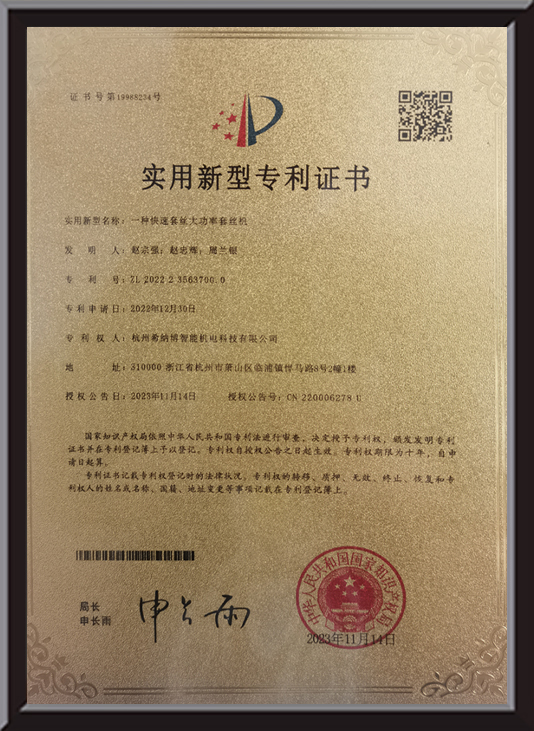 证书号第19988234号
实用新型专利证书
实用新型名称：一种快速套丝大功率套丝机
发明人：赵宗强；赵忠辉；周兰娥
专利号：ZL 2022 2 3563700.0
专利申请日：2022年12月30日
专利权人：杭州希纳博智能机电科技有限公司
地址：310000 浙江省杭州市萧山区临浦镇悍马路8号2幢1楼
授权公告日：2023年11月14日 授权公告号：CN 220006278 U
国家知识产权局依照中华人民共和国专利法进行审查，决定授予专利权，颁发发明专利
证书并在专利登记簿上予以登记。专利权自授权公告之日起生效。专利权期限为十年，自申
请日起算。
专利证书记载专利权登记时的法律状况。专利权的转移、质押、无效、终止、恢复和专
利权人的姓名或名称、国籍、地址变更等事项记载在专利登记簿上。
局长
申长雨
申长雨
中华人民共和国国家知识产权局
2023年11月14日